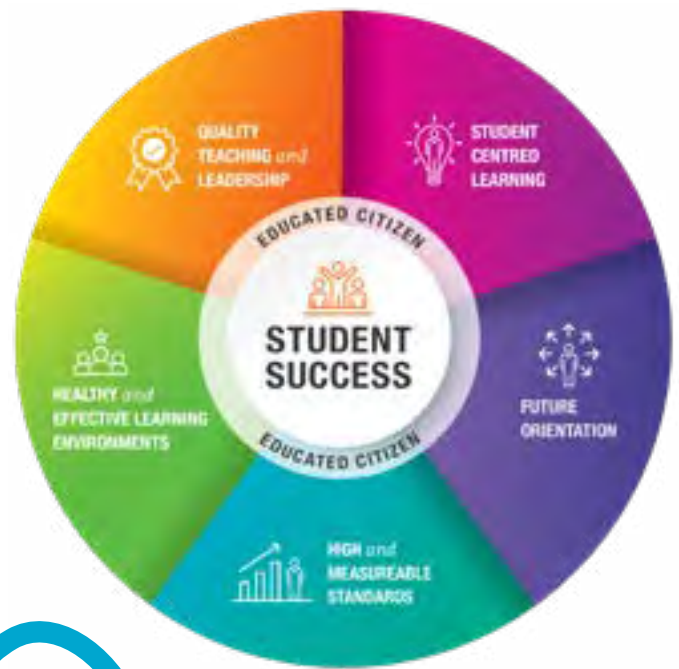 QUALITY
TEACHING and
LEADERSHIP
STUDENT
CENTRED
LEARNING
EDUCATED CITIZEN
STUDENT
SUCCESS
EDUCATED CITIZEN
HEALTHY and
EFFECTIVE LEARNING
ENVIRONMENTS
FUTURE
ORIENTATION
HIGH and
MEASUREABLE
STANDARDS